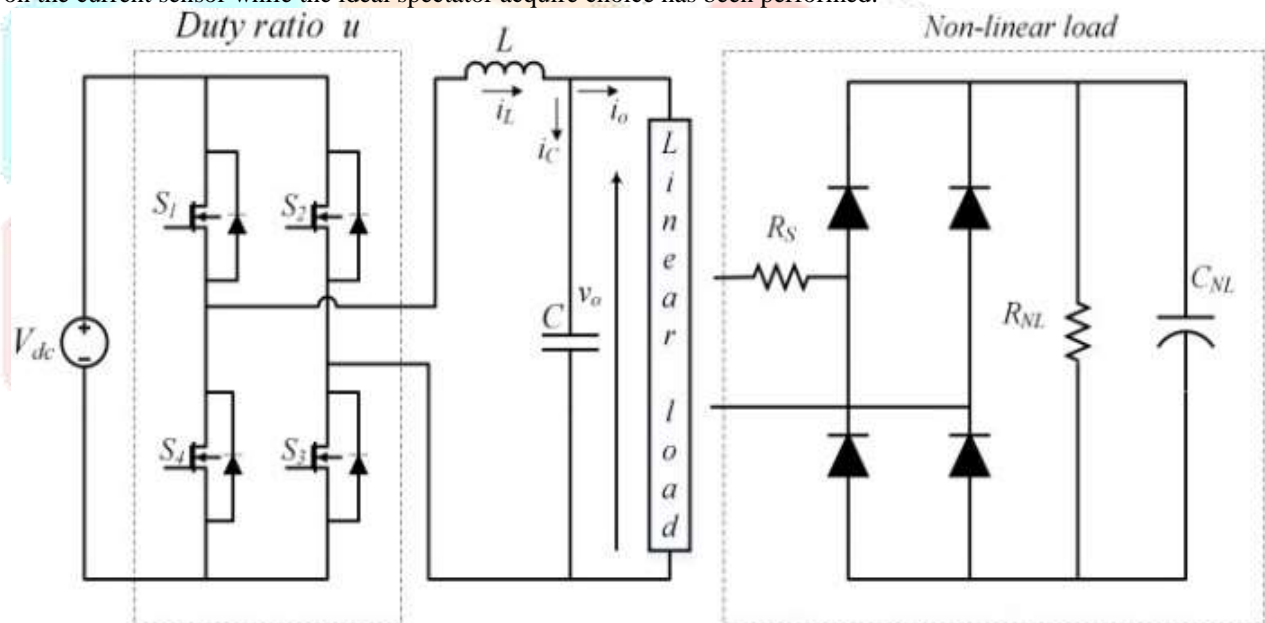 on the current sensor while the ideal spectator acquire choice has been performed.
Duty ratio u
Non-linear load
L
i_L
i_o
i_C
S_1
S_2
R_S
Linear load
C_NL
v_o
C
R_NL
V_dc
S_4
S_3